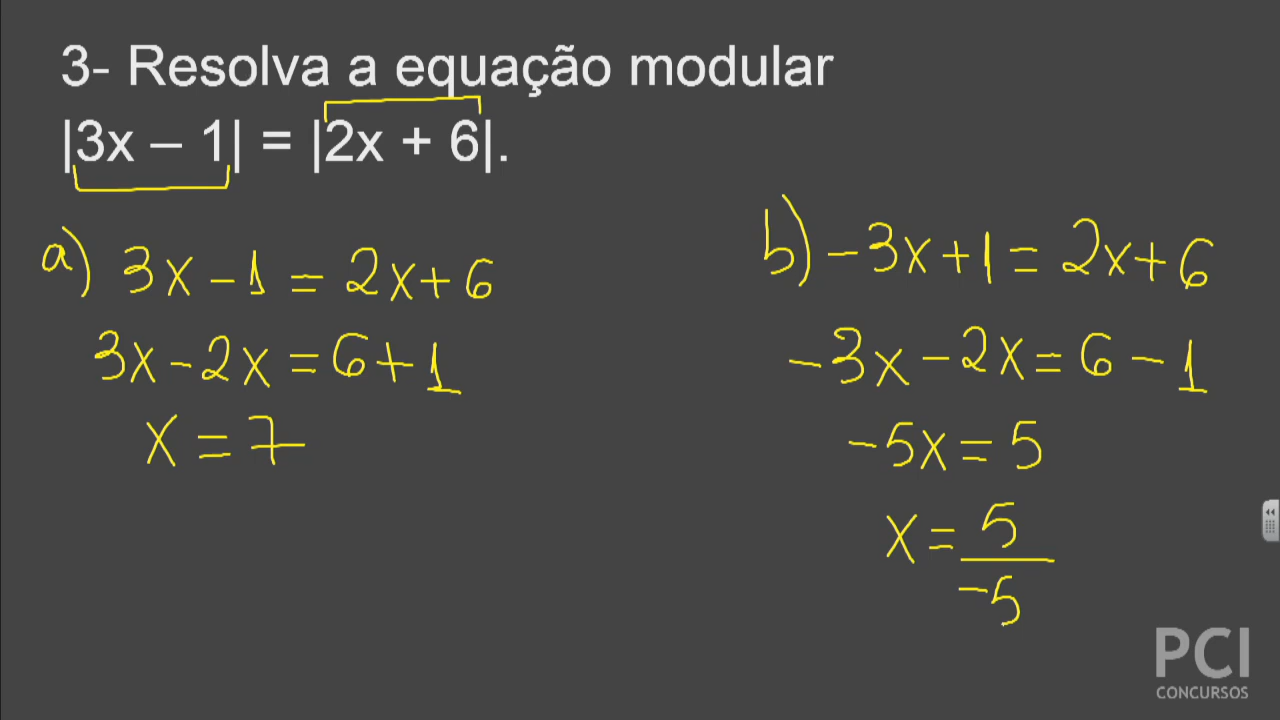 3- Resolva a equação modular
|3x – 1| = |2x + 6|.
a) 3x - 1 = 2x + 6
3x - 2x = 6 + 1
x = 7
b) -3x + 1 = 2x + 6
-3x - 2x = 6 - 1
-5x = 5
x = 5
-5
PCI
CONCURSOS